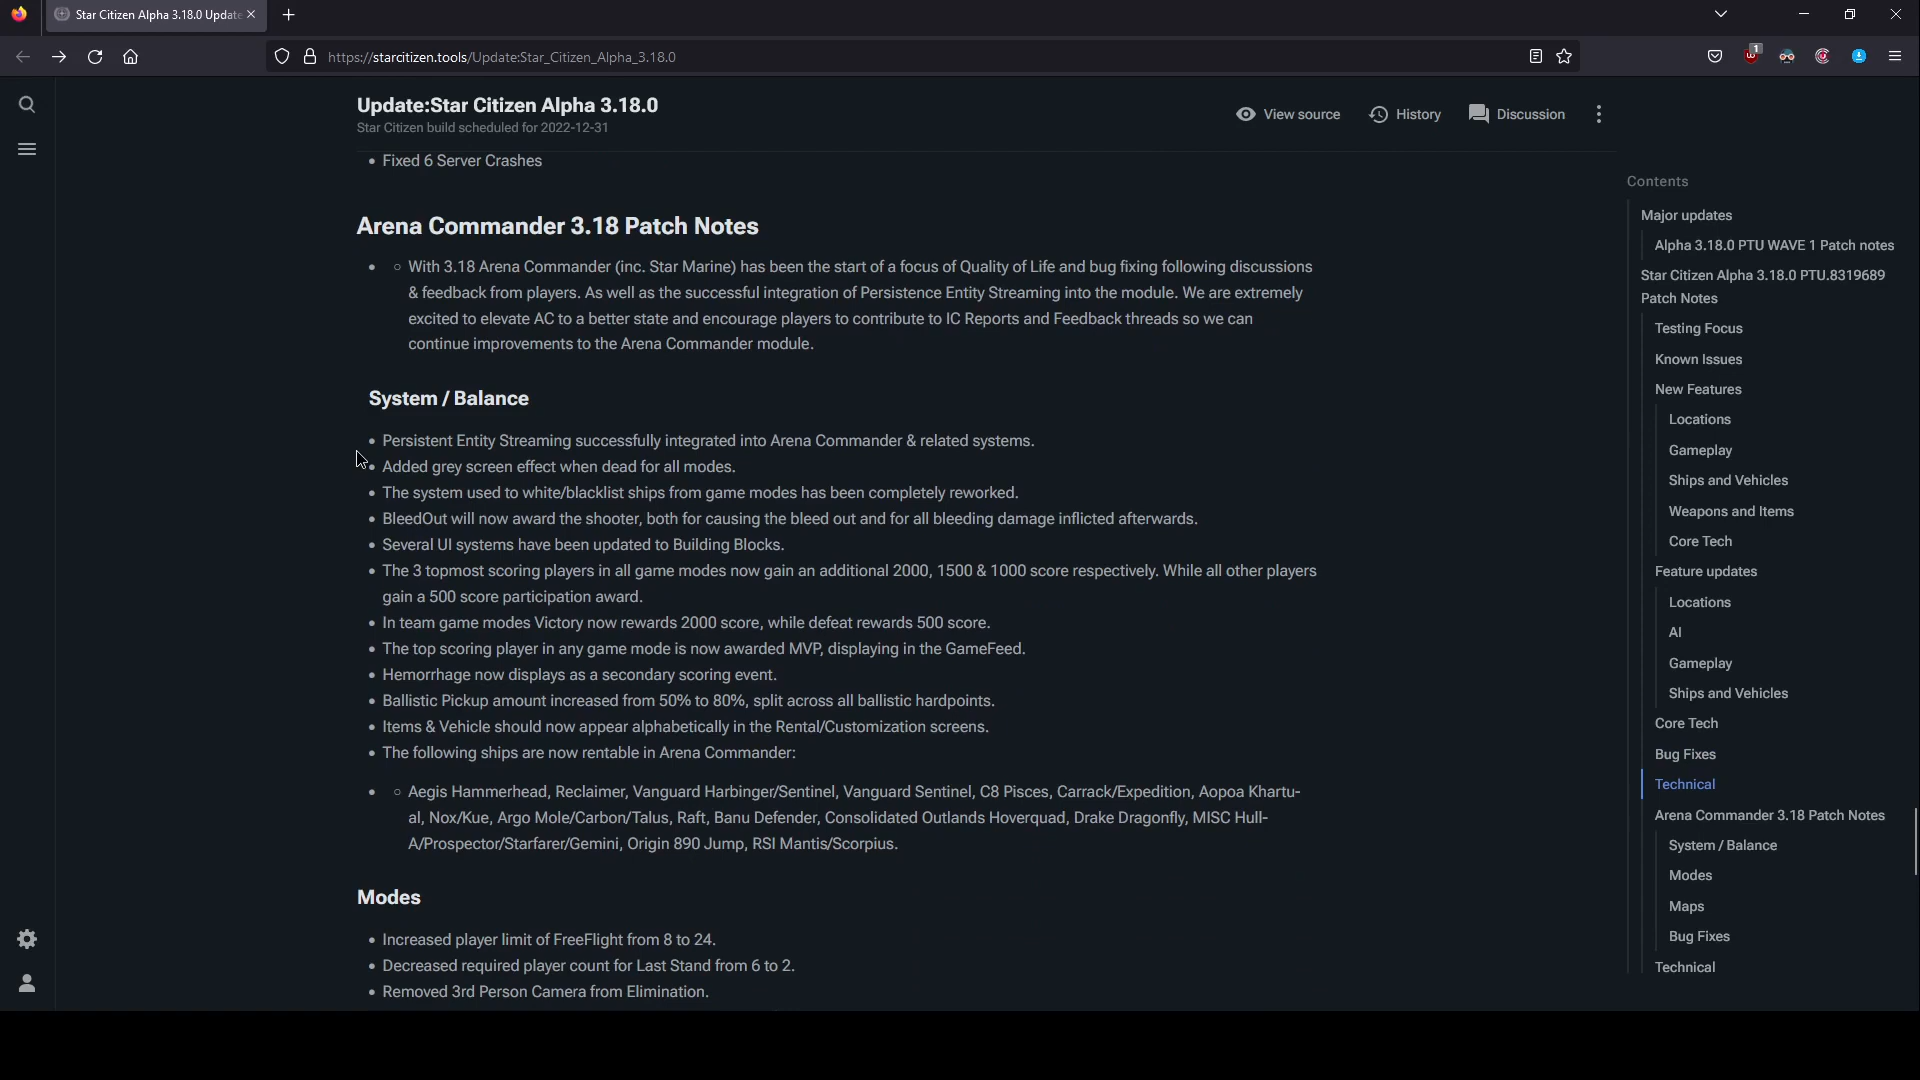 Star Citizen Alpha 3.18.0 Update
https://starcitizen.tools/Update:Star_Citizen_Alpha_3.18.0
1
Update:Star Citizen Alpha 3.18.0
Star Citizen build scheduled for 2022-12-31
View source
History
Discussion
• Fixed 6 Server Crashes
Arena Commander 3.18 Patch Notes
• ○ With 3.18 Arena Commander (inc. Star Marine) has been the start of a focus of Quality of Life and bug fixing following discussions
& feedback from players. As well as the successful integration of Persistence Entity Streaming into the module. We are extremely
excited to elevate AC to a better state and encourage players to contribute to IC Reports and Feedback threads so we can
continue improvements to the Arena Commander module.
System / Balance
• Persistent Entity Streaming successfully integrated into Arena Commander & related systems.
• Added grey screen effect when dead for all modes.
• The system used to white/blacklist ships from game modes has been completely reworked.
• BleedOut will now award the shooter, both for causing the bleed out and for all bleeding damage inflicted afterwards.
• Several UI systems have been updated to Building Blocks.
• The 3 topmost scoring players in all game modes now gain an additional 2000, 1500 & 1000 score respectively. While all other players
gain a 500 score participation award.
• In team game modes Victory now rewards 2000 score, while defeat rewards 500 score.
• The top scoring player in any game mode is now awarded MVP, displaying in the GameFeed.
• Hemorrhage now displays as a secondary scoring event.
• Ballistic Pickup amount increased from 50% to 80%, split across all ballistic hardpoints.
• Items & Vehicle should now appear alphabetically in the Rental/Customization screens.
• The following ships are now rentable in Arena Commander:
• ○ Aegis Hammerhead, Reclaimer, Vanguard Harbinger/Sentinel, Vanguard Sentinel, C8 Pisces, Carrack/Expedition, Aopoa Khartu-
al, Nox/Kue, Argo Mole/Carbon/Talus, Raft, Banu Defender, Consolidated Outlands Hoverquad, Drake Dragonfly, MISC Hull-
A/Prospector/Starfarer/Gemini, Origin 890 Jump, RSI Mantis/Scorpius.
Modes
• Increased player limit of FreeFlight from 8 to 24.
• Decreased required player count for Last Stand from 6 to 2.
• Removed 3rd Person Camera from Elimination.
Contents
Major updates
Alpha 3.18.0 PTU WAVE 1 Patch notes
Star Citizen Alpha 3.18.0 PTU.8319689
Patch Notes
Testing Focus
Known Issues
New Features
Locations
Gameplay
Ships and Vehicles
Weapons and Items
Core Tech
Feature updates
Locations
AI
Gameplay
Ships and Vehicles
Core Tech
Bug Fixes
Technical
Arena Commander 3.18 Patch Notes
System / Balance
Modes
Maps
Bug Fixes
Technical